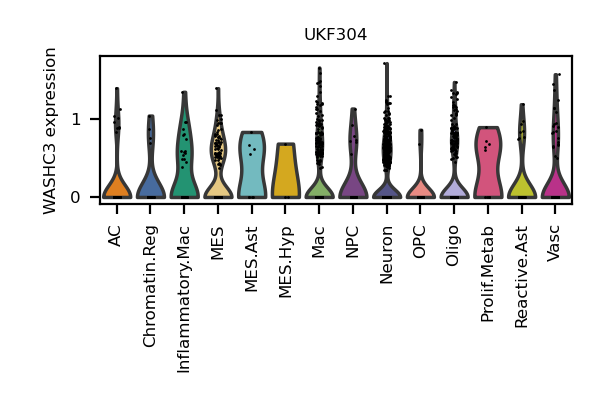 UKF304
WASHC3 expression
1
0
AC
Chromatin.Reg
Inflammatory.Mac
MES
MES.Ast
MES.Hyp
Mac
NPC
Neuron
OPC
Oligo
Prolif.Metab
Reactive.Ast
Vasc